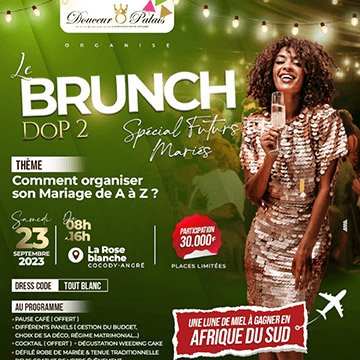 Douceur O Palais
ORGANISE
Le
BRUNCH
DOP 2
Spécial Futurs
Mariés
THÈME
Comment organiser
son Mariage de A à Z ?
Samedi
23
SEPTEMBRE
2023
De
08h
à 16h
La Rose
blanche
COCODY-ANGRÉ
PARTICIPATION
30.000F
PLACES LIMITÉES
DRESS CODE TOUT BLANC
AU PROGRAMME
• PAUSE CAFÉ ( OFFERT )
• DIFFÉRENTS PANELS ( GESTION DU BUDGET,
CHOIX DE SA DÉCO, RÉGIME MATRIMONIAL...)
• COCKTAIL ( OFFERT ) - DÉGUSTATION WEDDING CAKE
• DÉFILÉ ROBE DE MARIÉE & TENUE TRADITIONNELLE
UNE LUNE DE MIEL À GAGNER EN
AFRIQUE DU SUD